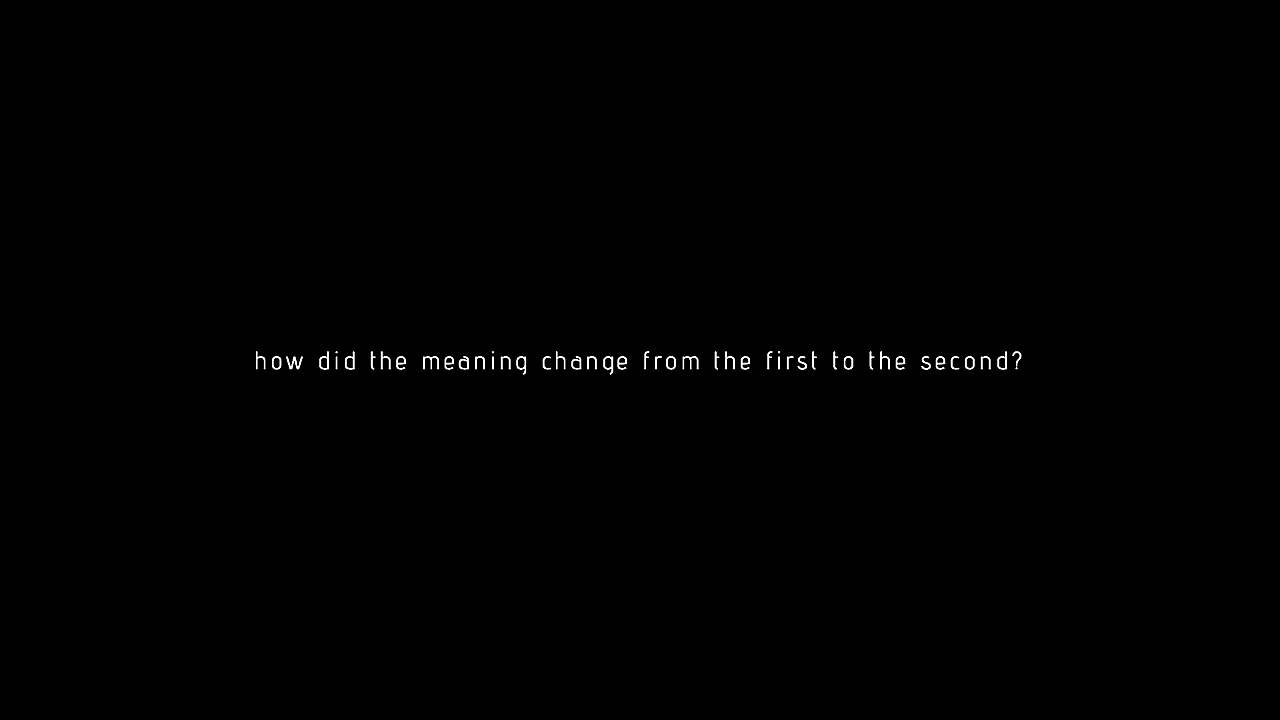 how did the meaning change from the first to the second?